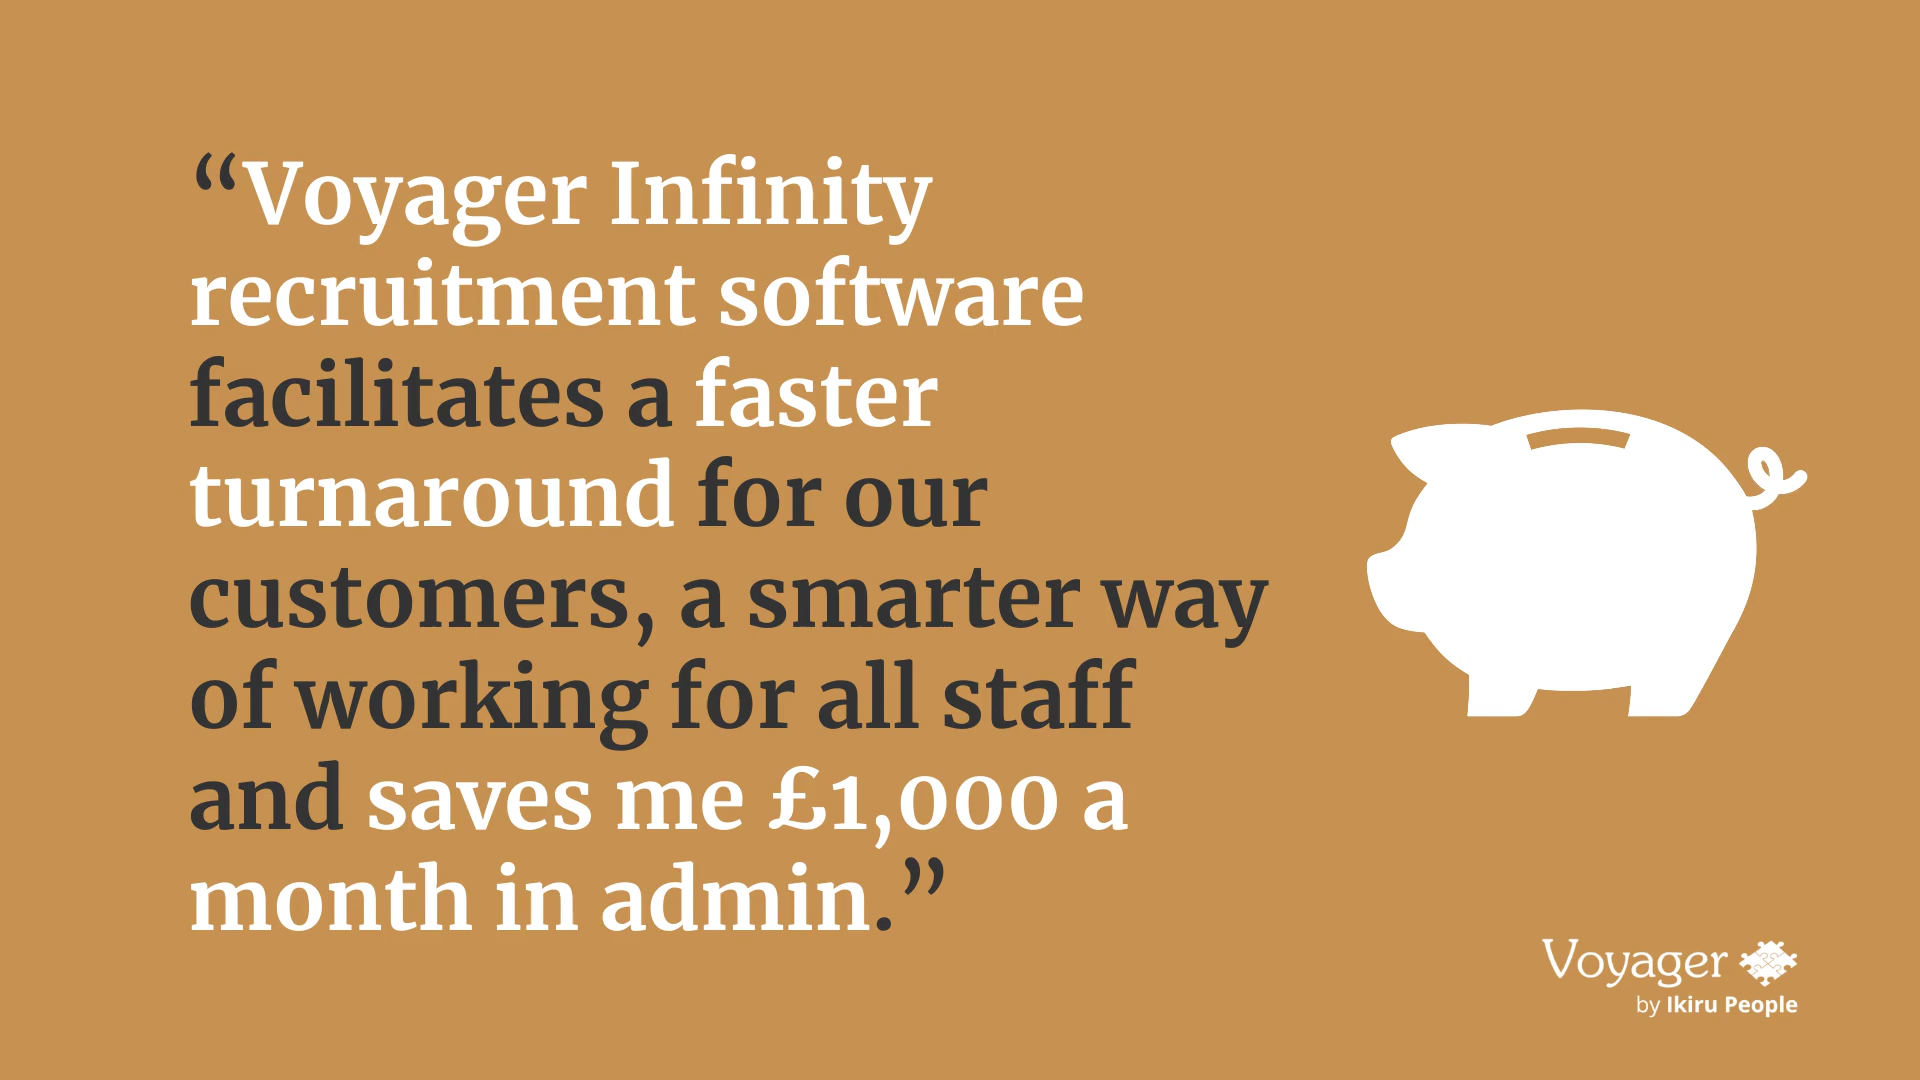 “Voyager Infinity
recruitment software
facilitates a faster
turnaround for our
customers, a smarter way
of working for all staff
and saves me £1,000 a
month in admin.”
Voyager
by Ikiru People